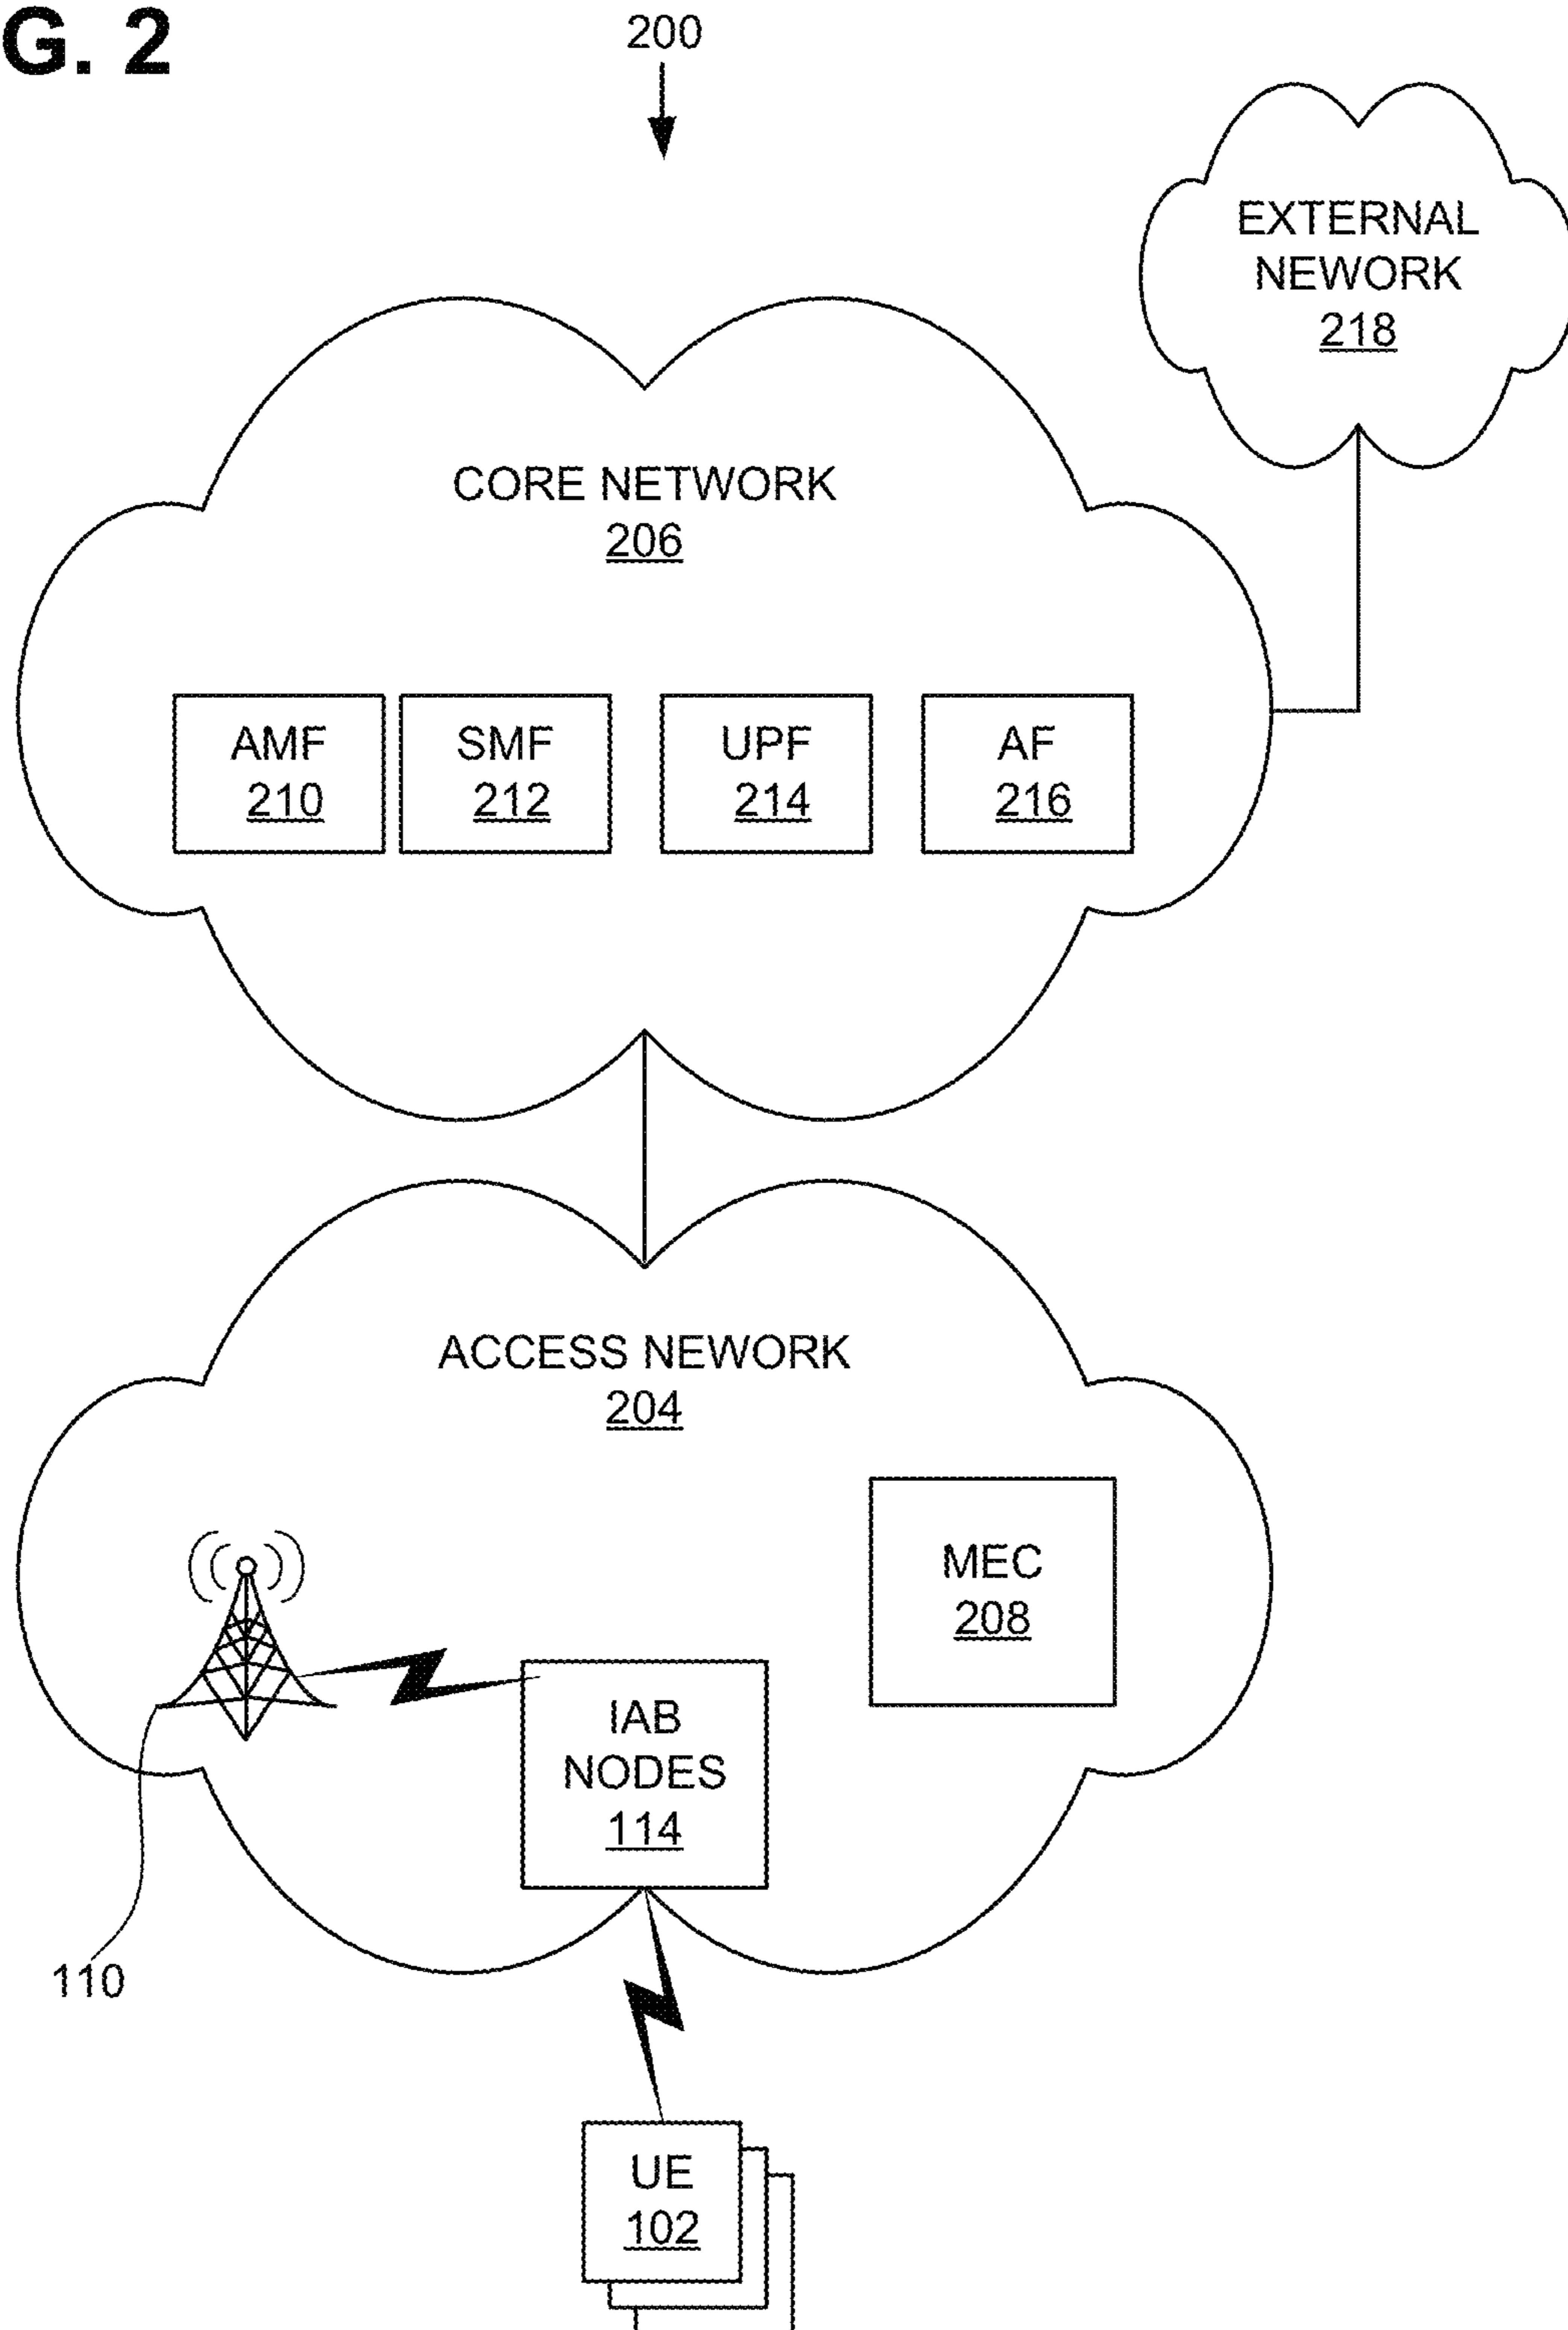 G. 2
200
EXTERNAL
NEWORK
218
CORE NETWORK
206
AMF
210
SMF
212
UPF
214
AF
216
ACCESS NEWORK
204
MEC
208
IAB
NODES
114
110
UE
102